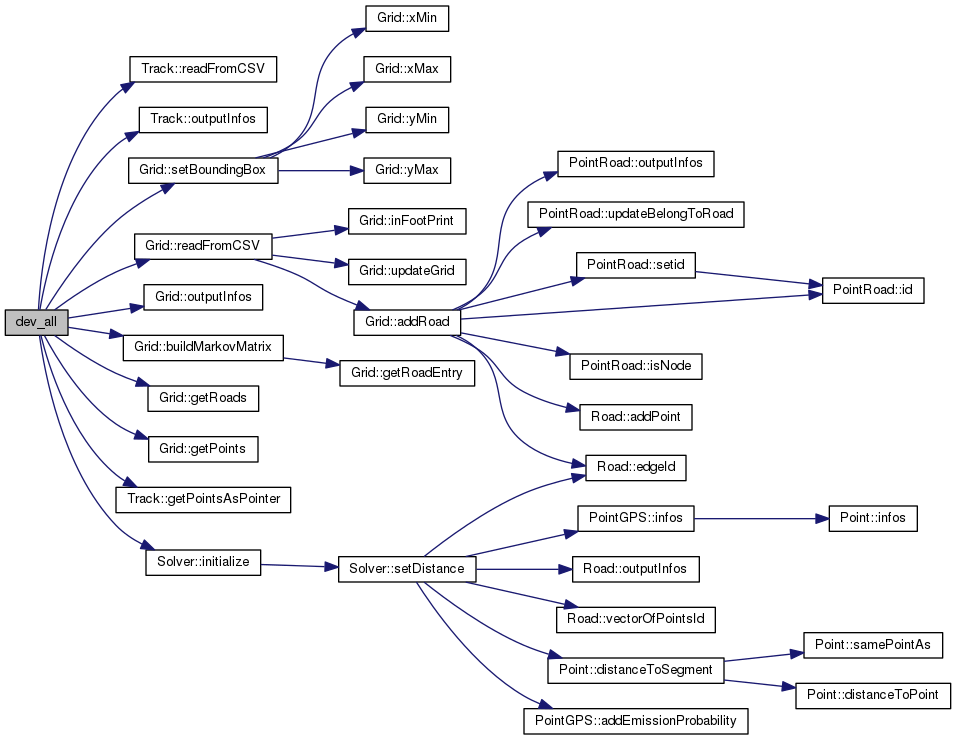 dev_all
Track::readFromCSV
Track::outputInfos
Grid::setBoundingBox
Grid::readFromCSV
Grid::outputInfos
Grid::buildMarkovMatrix
Grid::getRoads
Grid::getPoints
Track::getPointsAsPointer
Solver::initialize
Grid::xMin
Grid::xMax
Grid::yMin
Grid::yMax
Grid::inFootPrint
Grid::updateGrid
Grid::addRoad
Grid::getRoadEntry
Solver::setDistance
PointRoad::outputInfos
PointRoad::updateBelongToRoad
PointRoad::setid
PointRoad::isNode
Road::addPoint
Road::edgeId
PointGPS::infos
Road::outputInfos
Road::vectorOfPointsId
Point::distanceToSegment
PointGPS::addEmissionProbability
PointRoad::id
Point::infos
Point::samePointAs
Point::distanceToPoint